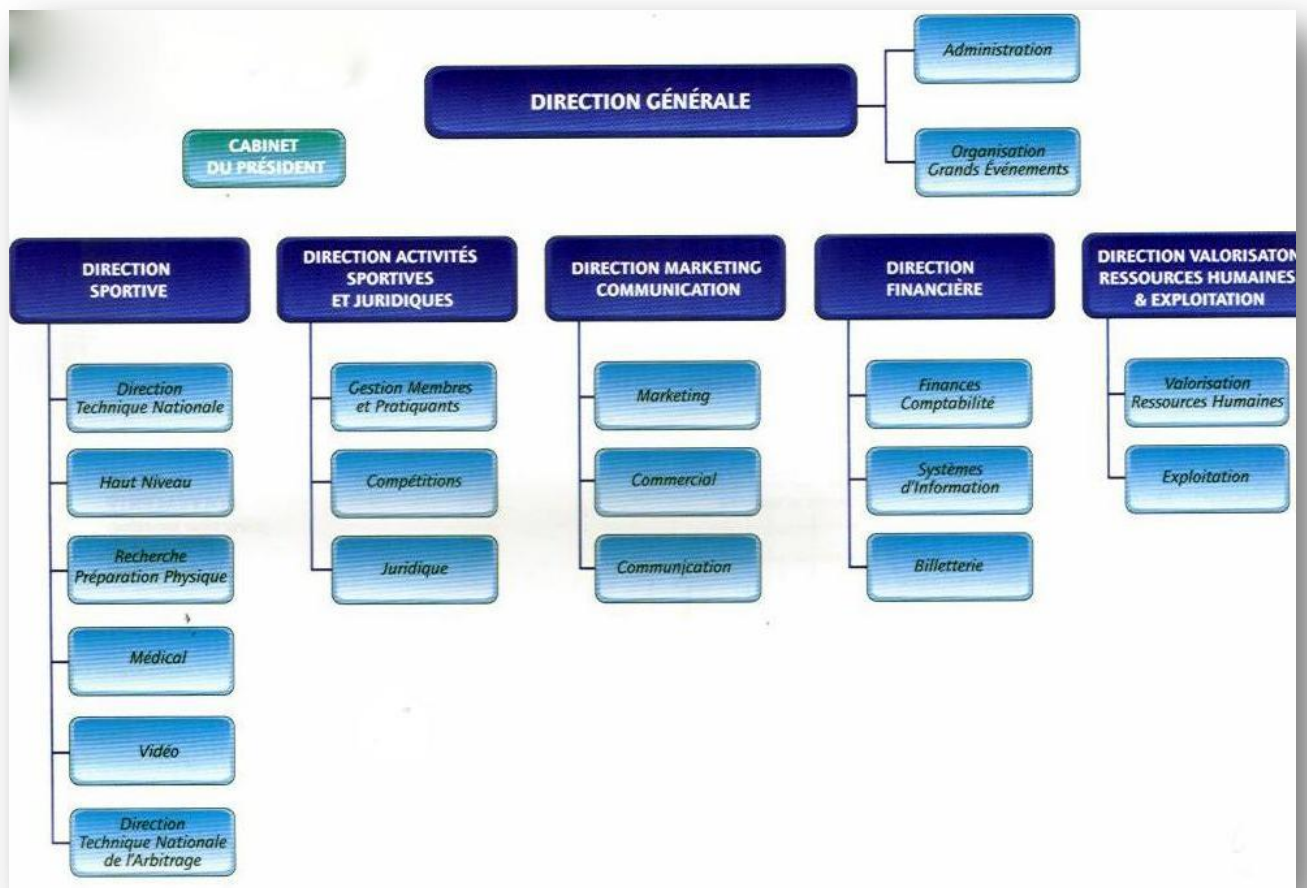 Administration
DIRECTION GÉNÉRALE
CABINET
DU PRÉSIDENT
Organisation
Grands Événements
DIRECTION
SPORTIVE
DIRECTION ACTIVITÉS
SPORTIVES
ET JURIDIQUES
DIRECTION MARKETING
COMMUNICATION
DIRECTION
FINANCIÈRE
DIRECTION VALORISATON
RESSOURCES HUMAINES
& EXPLOITATION
Direction
Technique Nationale
Haut Niveau
Recherche
Préparation Physique
Médical
Vidéo
Direction
Technique Nationale
de l'Arbitrage
Gestion Membres
et Pratiquants
Compétitions
Juridique
Marketing
Commercial
Communication
Finances
Comptabilité
Systèmes
d'Information
Billetterie
Valorisation
Ressources Humaines
Exploitation